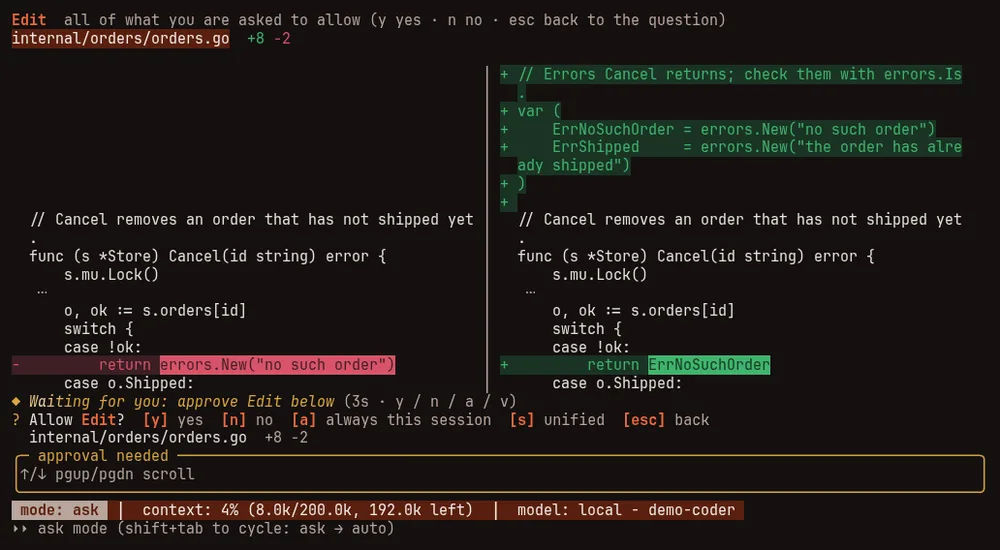 Edit  all of what you are asked to allow (y yes · n no · esc back to the question)
internal/orders/orders.go  +8 -2
+ // Errors Cancel returns; check them with errors.Is
.
+ var (
+     ErrNoSuchOrder = errors.New("no such order")
+     ErrShipped     = errors.New("the order has alre
ady shipped")
+ )
+
// Cancel removes an order that has not shipped yet  // Cancel removes an order that has not shipped yet
.  .
func (s *Store) Cancel(id string) error {  func (s *Store) Cancel(id string) error {
s.mu.Lock()  s.mu.Lock()
…  …
o, ok := s.orders[id]  o, ok := s.orders[id]
switch {  switch {
case !ok:  case !ok:
-         return errors.New("no such order")  +         return ErrNoSuchOrder
case o.Shipped:  case o.Shipped:
◆ Waiting for you: approve Edit below (3s · y / n / a / v)
? Allow Edit?  [y] yes  [n] no  [a] always this session  [s] unified  [esc] back
internal/orders/orders.go  +8 -2
approval needed
↑/↓ pgup/pgdn scroll
mode: ask | context: 4% (8.0k/200.0k, 192.0k left) | model: local - demo-coder
▸▸ ask mode (shift+tab to cycle: ask → auto)